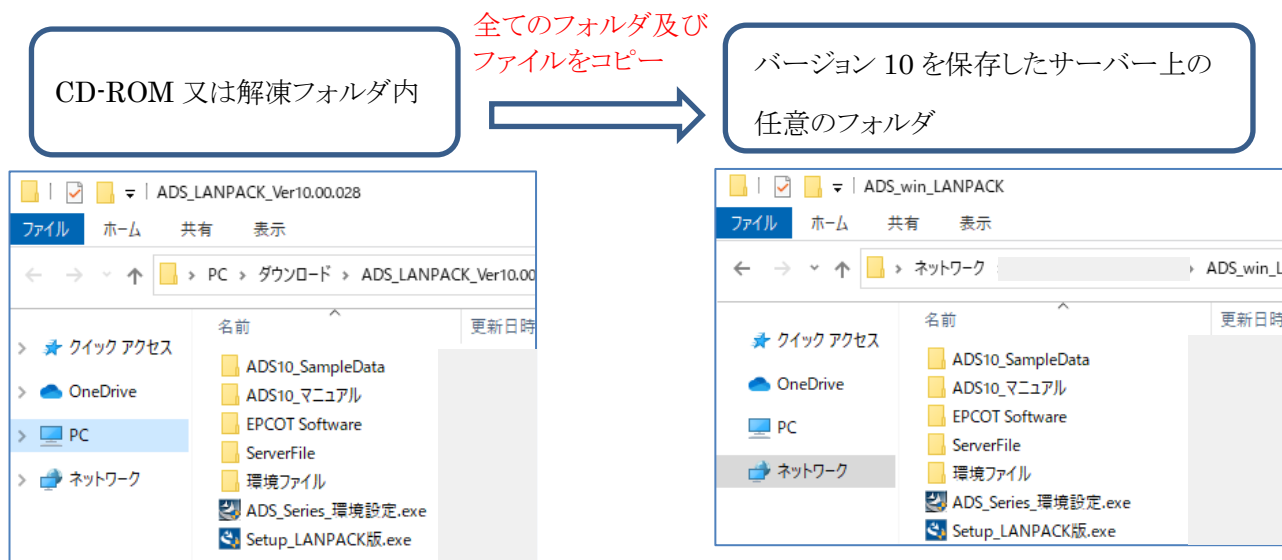 全てのフォルダ及び
ファイルをコピー
CD-ROM 又は解凍フォルダ内
バージョン 10 を保存したサーバー上の
任意のフォルダ
ADS_LANPACK_Ver10.00.028
ファイル ホーム 共有 表示
PC › ダウンロード › ADS_LANPACK_Ver10.00
名前 更新日時
クイック アクセス
OneDrive
PC
ネットワーク
ADS10_SampleData
ADS10_マニュアル
EPCOT Software
ServerFile
環境ファイル
ADS_Series_環境設定.exe
Setup_LANPACK版.exe
ADS_win_LANPACK
ファイル ホーム 共有 表示
ネットワーク › ADS_win_L
名前 更新日時
クイック アクセス
OneDrive
PC
ネットワーク
ADS10_SampleData
ADS10_マニュアル
EPCOT Software
ServerFile
環境ファイル
ADS_Series_環境設定.exe
Setup_LANPACK版.exe